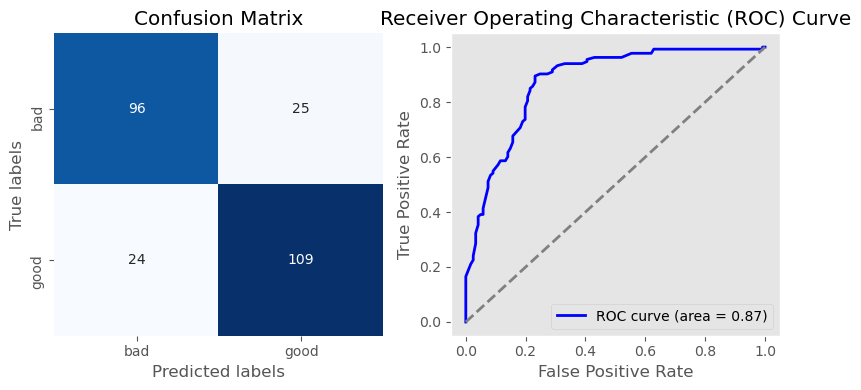 Confusion Matrix
True labels
bad
good
96 25
24 109
bad good
Predicted labels
Receiver Operating Characteristic (ROC) Curve
True Positive Rate
1.0
0.8
0.6
0.4
0.2
0.0
ROC curve (area = 0.87)
0.0 0.2 0.4 0.6 0.8 1.0
False Positive Rate